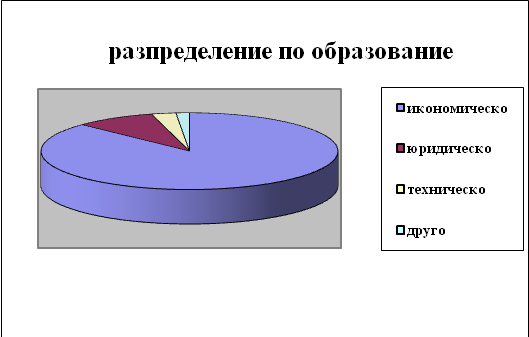 разпределение по образование
икономическо
юридическо
техническо
друго